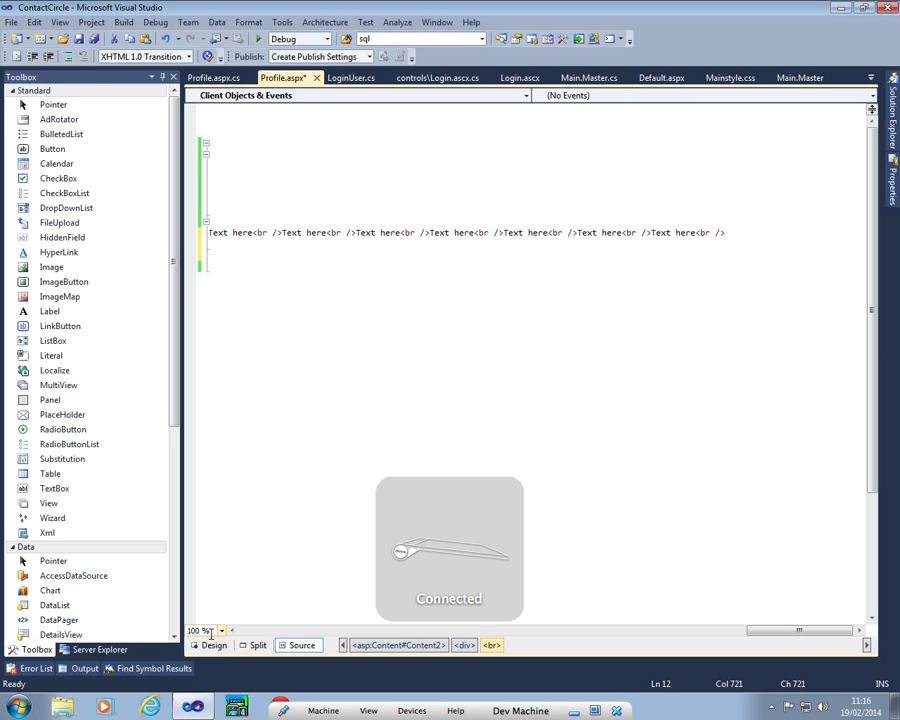 ContactCircle - Microsoft Visual Studio
File Edit View Project Build Debug Team Data Format Tools Architecture Test Analyze Window Help
Debug sql
XHTML 1.0 Transition Publish: Create Publish Settings
Toolbox Profile.aspx.cs Profile.aspx* LoginUser.cs controls\Login.ascx.cs Login.ascx Main.Master.cs Default.aspx Mainstyle.css Main.Master
Standard Client Objects & Events (No Events)
Pointer
AdRotator
BulletedList
Button
Calendar
CheckBox
CheckBoxList
DropDownList
FileUpload
Text here<br />Text here<br />Text here<br />Text here<br />Text here<br />Text here<br />Text here<br />
HiddenField
HyperLink
Image
ImageButton
ImageMap
Label
LinkButton
ListBox
Literal
Localize
MultiView
Panel
PlaceHolder
RadioButton
RadioButtonList
Substitution
Table
TextBox
View
Wizard
Xml
Data
Pointer
AccessDataSource
Chart
DataList
DataPager
DetailsView
Connected
100 %
Design Split Source <asp:Content#Content2> <div> <br>
Toolbox Server Explorer
Error List Output Find Symbol Results
Ready Ln 12 Col 721 Ch 721 INS
Machine View Devices Help Dev Machine
11:16
19/02/2014
Solution Explorer
Properties